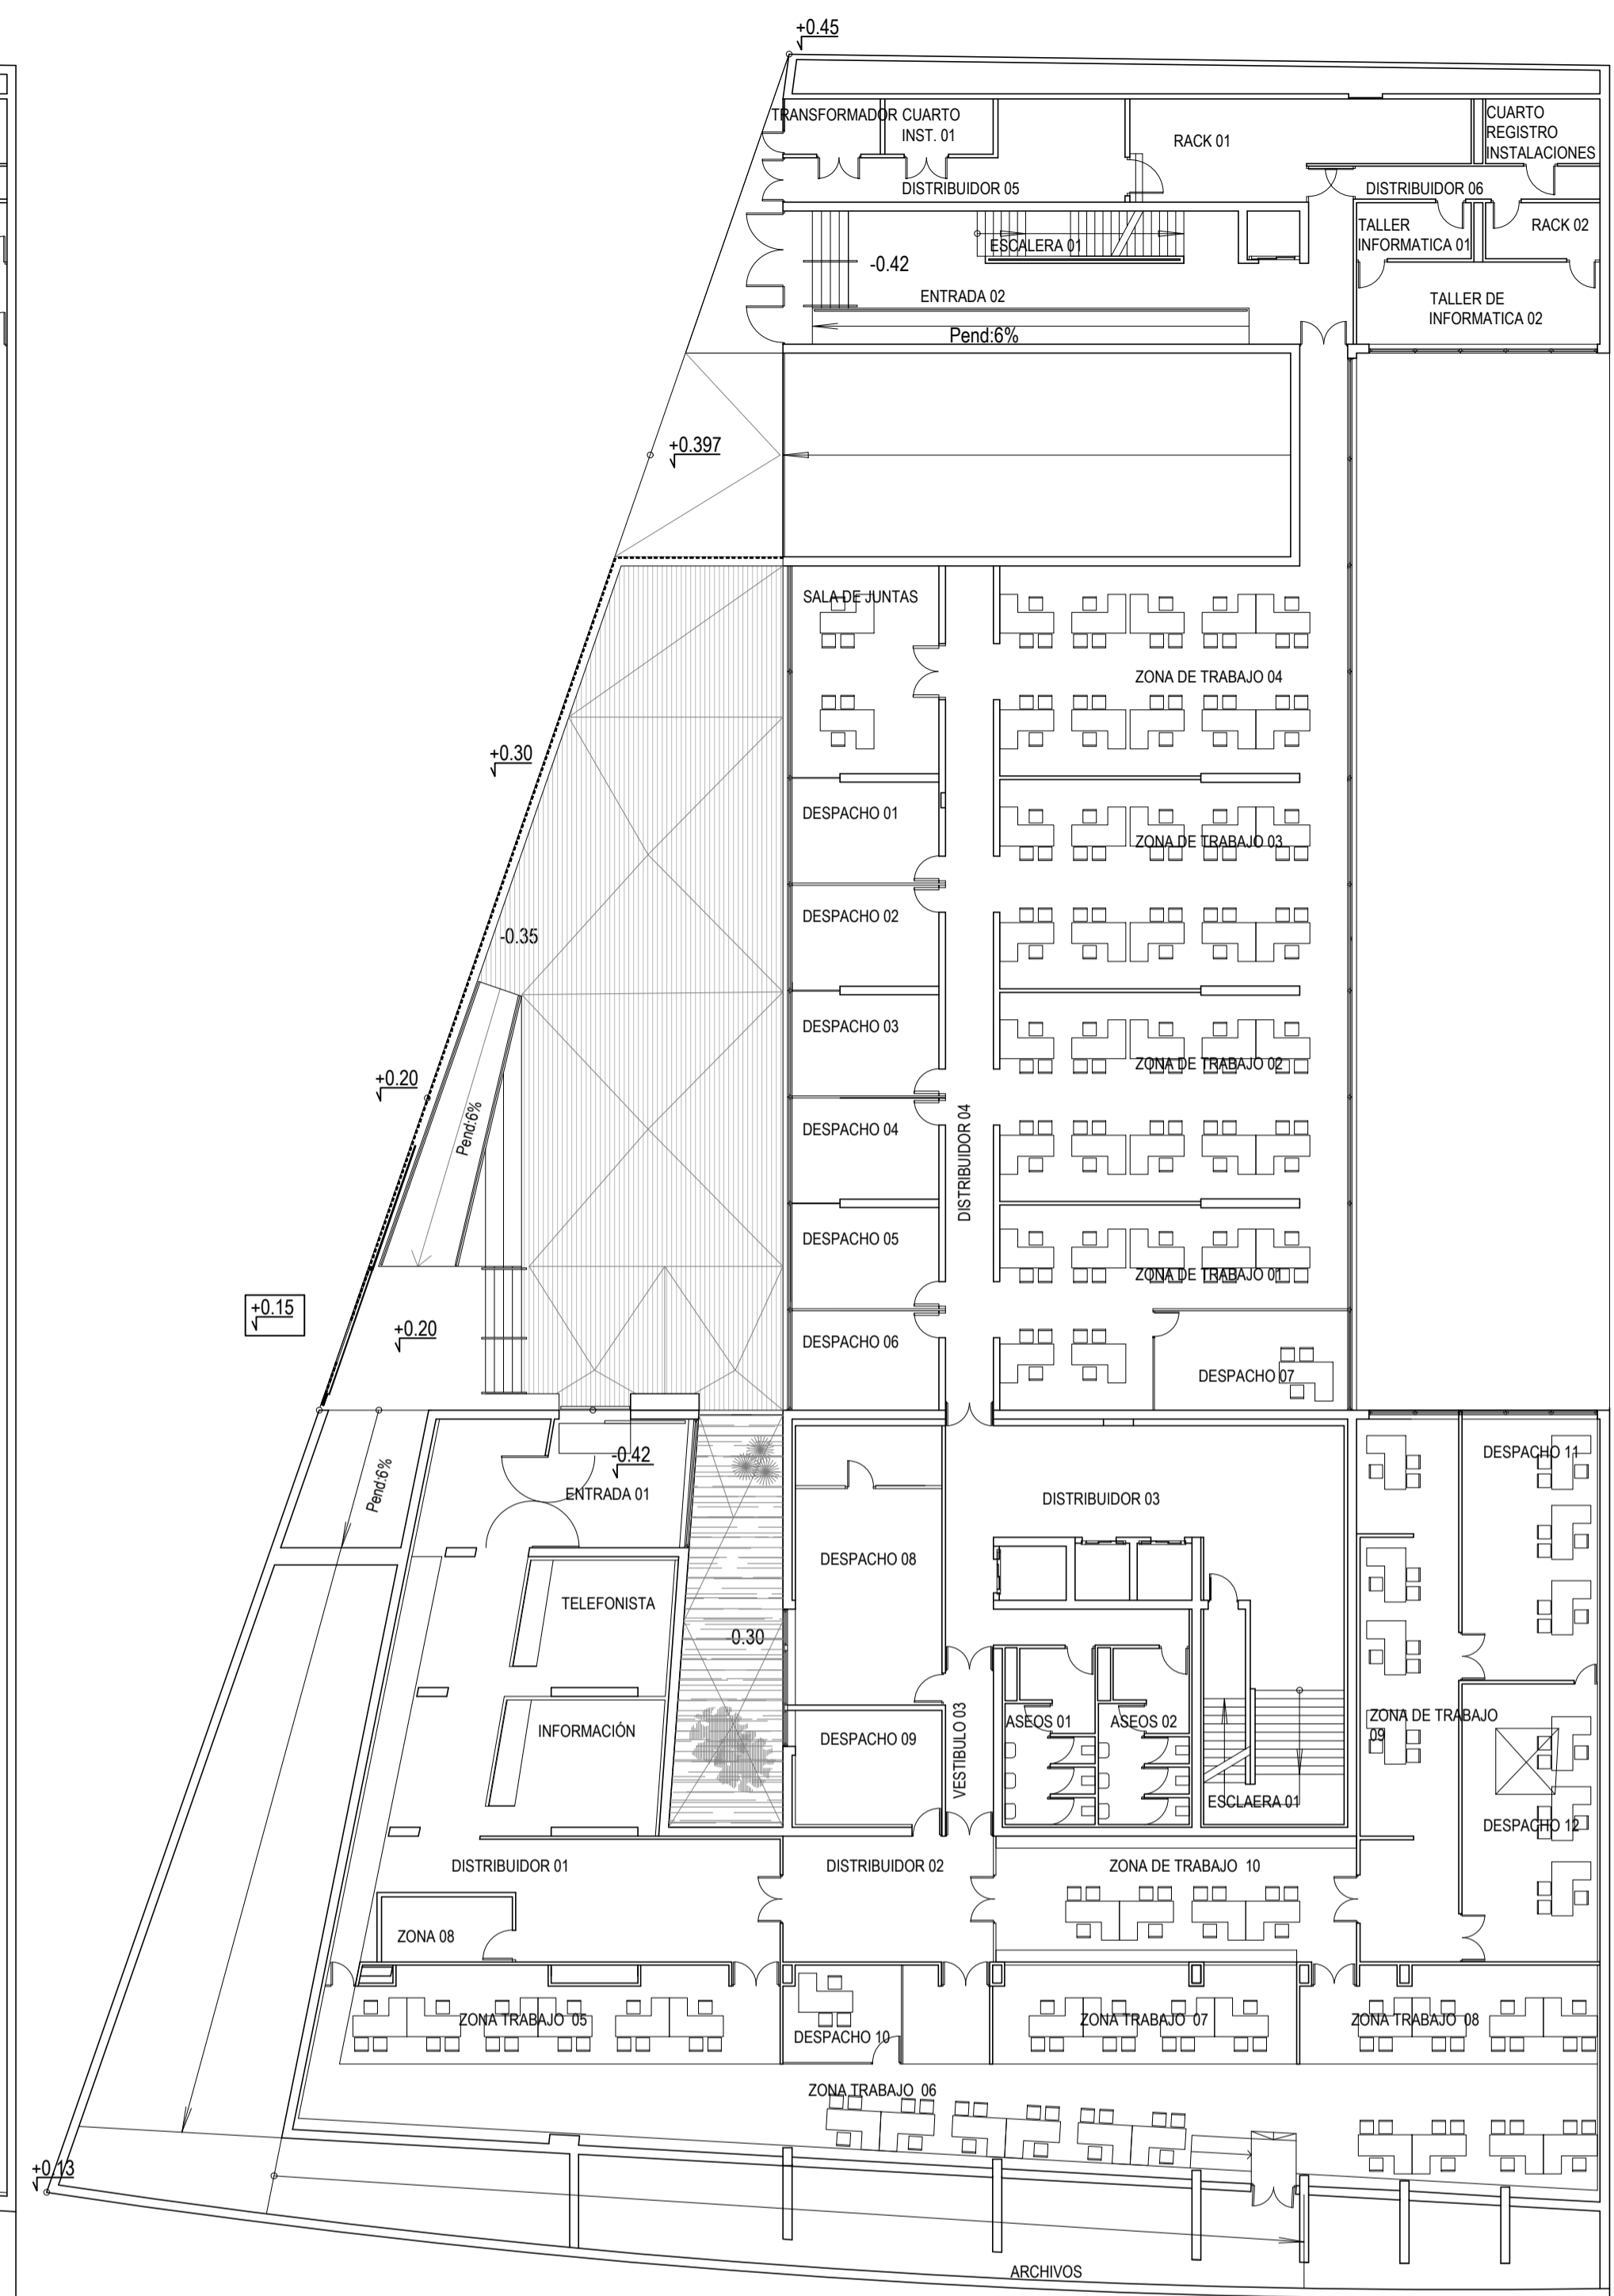 +0.45
TRANSFORMADOR
CUARTO
INST. 01
RACK 01
CUARTO
REGISTRO
INSTALACIONES
DISTRIBUIDOR 05
DISTRIBUIDOR 06
TALLER
INFORMATICA 01
RACK 02
ESCALERA 01
-0.42
ENTRADA 02
TALLER DE
INFORMATICA 02
Pend:6%
+0.397
SALA DE JUNTAS
ZONA DE TRABAJO 04
+0.30
DESPACHO 01
ZONA DE TRABAJO 03
DESPACHO 02
-0.35
DESPACHO 03
ZONA DE TRABAJO 02
+0.20
Pend:6%
DESPACHO 04
DISTRIBUIDOR 04
DESPACHO 05
ZONA DE TRABAJO 01
+0.15
+0.20
DESPACHO 06
DESPACHO 07
-0.42
ENTRADA 01
Pend:6%
DISTRIBUIDOR 03
DESPACHO 11
DESPACHO 08
TELEFONISTA
-0.30
INFORMACIÓN
DESPACHO 09
VESTIBULO 03
ASEOS 01
ASEOS 02
ESCLAERA 01
ZONA DE TRABAJO
09
DESPACHO 12
DISTRIBUIDOR 01
DISTRIBUIDOR 02
ZONA DE TRABAJO 10
ZONA 08
ZONA TRABAJO 05
DESPACHO 10
ZONA TRABAJO 07
ZONA TRABAJO 08
ZONA TRABAJO 06
+0.13
ARCHIVOS